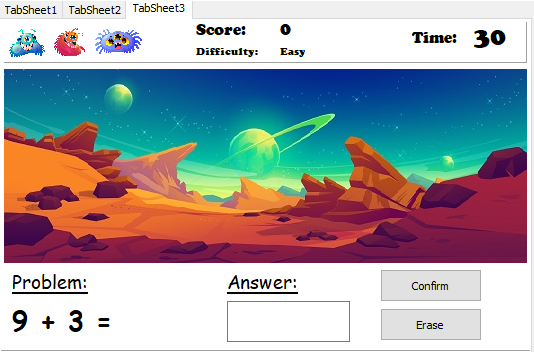 TabSheet1 TabSheet2 TabSheet3
Score: 0
Difficulty: Easy
Time: 30
Problem:
9 + 3 =
Answer:
Confirm
Erase